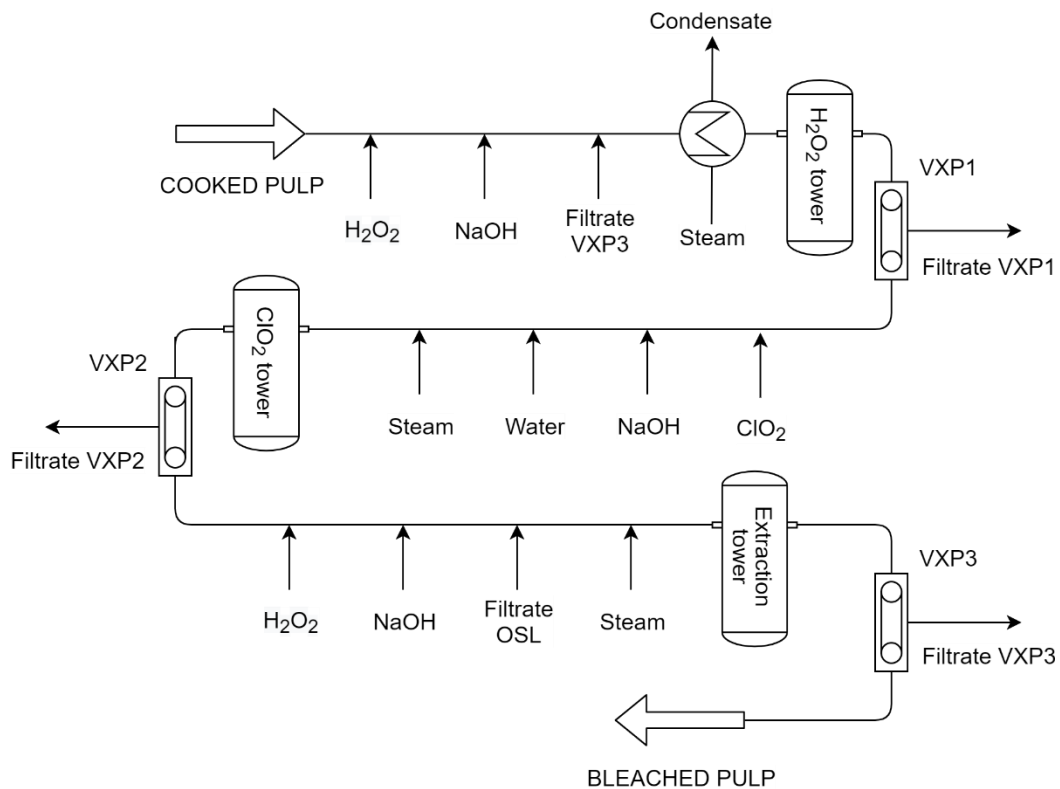 Condensate
COOKED PULP
H₂O₂
NaOH
Filtrate
VXP3
Steam
H₂O₂ tower
VXP1
Filtrate VXP1
VXP2
ClO₂ tower
Filtrate VXP2
Steam
Water
NaOH
ClO₂
H₂O₂
NaOH
Filtrate
OSL
Steam
Extraction
tower
VXP3
Filtrate VXP3
BLEACHED PULP